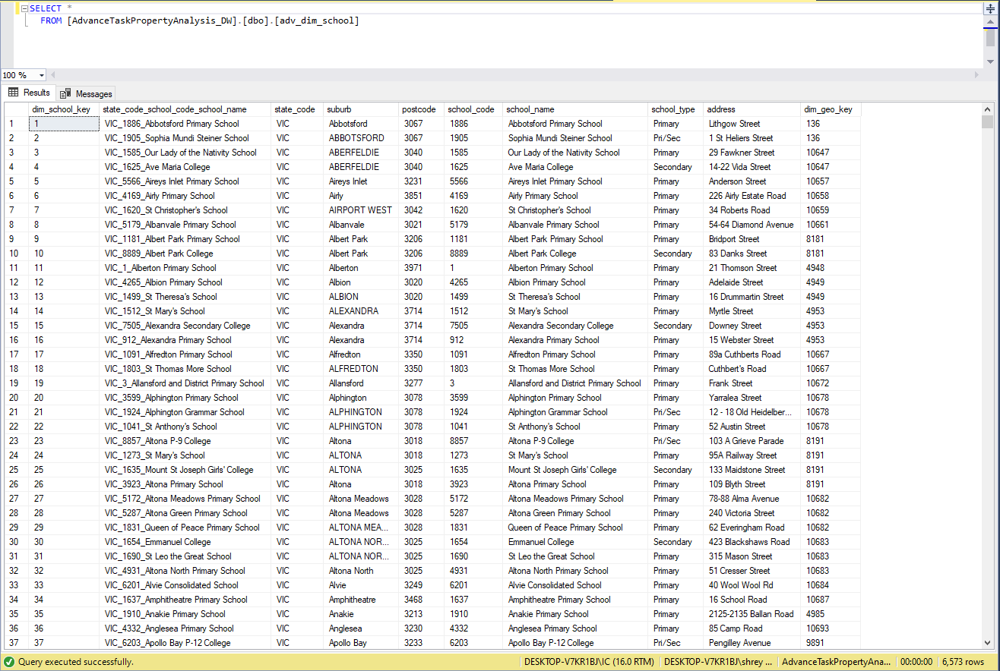 SELECT *
FROM [AdvanceTaskPropertyAnalysis_DW].[dbo].[adv_dim_school]
100 %
Results Messages
dim_school_key state_code_school_code_school_name state_code suburb postcode school_code school_name school_type address dim_geo_key
1 1 VIC_1886_Abbotsford Primary School VIC Abbotsford 3067 1886 Abbotsford Primary School Primary Lithgow Street 136
2 2 VIC_1905_Sophia Mundi Steiner School VIC ABBOTSFORD 3067 1905 Sophia Mundi Steiner School Pri/Sec 1 St Heliers Street 136
3 3 VIC_1585_Our Lady of the Nativity School VIC ABERFELDIE 3040 1585 Our Lady of the Nativity School Primary 29 Fawkner Street 10647
4 4 VIC_1625_Ave Maria College VIC ABERFELDIE 3040 1625 Ave Maria College Secondary 14-22 Vida Street 10647
5 5 VIC_5566_Aireys Inlet Primary School VIC Aireys Inlet 3231 5566 Aireys Inlet Primary School Primary Anderson Street 10657
6 6 VIC_4169_Airly Primary School VIC Airly 3851 4169 Airly Primary School Primary 226 Airly Estate Road 10658
7 7 VIC_1620_St Christopher's School VIC AIRPORT WEST 3042 1620 St Christopher's School Primary 34 Roberts Road 10659
8 8 VIC_5179_Albanvale Primary School VIC Albanvale 3021 5179 Albanvale Primary School Primary 54-64 Diamond Avenue 10661
9 9 VIC_1181_Albert Park Primary School VIC Albert Park 3206 1181 Albert Park Primary School Primary Bridport Street 8181
10 10 VIC_8889_Albert Park College VIC Albert Park 3206 8889 Albert Park College Secondary 83 Danks Street 8181
11 11 VIC_1_Alberton Primary School VIC Alberton 3971 1 Alberton Primary School Primary 21 Thomson Street 4948
12 12 VIC_4265_Albion Primary School VIC Albion 3020 4265 Albion Primary School Primary Adelaide Street 4949
13 13 VIC_1499_St Theresa's School VIC ALBION 3020 1499 St Theresa's School Primary 16 Drummartin Street 4949
14 14 VIC_1512_St Mary's School VIC ALEXANDRA 3714 1512 St Mary's School Primary Myrtle Street 4953
15 15 VIC_7505_Alexandra Secondary College VIC Alexandra 3714 7505 Alexandra Secondary College Secondary Downey Street 4953
16 16 VIC_912_Alexandra Primary School VIC Alexandra 3714 912 Alexandra Primary School Primary 15 Webster Street 4953
17 17 VIC_1091_Alfredton Primary School VIC Alfredton 3350 1091 Alfredton Primary School Primary 89a Cuthberts Road 10667
18 18 VIC_1803_St Thomas More School VIC ALFREDTON 3350 1803 St Thomas More School Primary Cuthbert's Road 10667
19 19 VIC_3_Allansford and District Primary School VIC Allansford 3277 3 Allansford and District Primary School Primary Frank Street 10672
20 20 VIC_3599_Alphington Primary School VIC Alphington 3078 3599 Alphington Primary School Primary Yarralea Street 10678
21 21 VIC_1924_Alphington Grammar School VIC ALPHINGTON 3078 1924 Alphington Grammar School Pri/Sec 12 - 18 Old Heidelber... 10678
22 22 VIC_1041_St Anthony's School VIC ALPHINGTON 3078 1041 St Anthony's School Primary 52 Austin Street 10678
23 23 VIC_8857_Altona P-9 College VIC Altona 3018 8857 Altona P-9 College Pri/Sec 103 A Grieve Parade 8191
24 24 VIC_1273_St Mary's School VIC ALTONA 3018 1273 St Mary's School Primary 95A Railway Street 8191
25 25 VIC_1635_Mount St Joseph Girls' College VIC ALTONA 3025 1635 Mount St Joseph Girls' College Secondary 133 Maidstone Street 8191
26 26 VIC_3923_Altona Primary School VIC Altona 3018 3923 Altona Primary School Primary 109 Blyth Street 8191
27 27 VIC_5172_Altona Meadows Primary School VIC Altona Meadows 3028 5172 Altona Meadows Primary School Primary 78-88 Alma Avenue 10682
28 28 VIC_5287_Altona Green Primary School VIC Altona Meadows 3028 5287 Altona Green Primary School Primary 240 Victoria Street 10682
29 29 VIC_1831_Queen of Peace Primary School VIC ALTONA MEA... 3028 1831 Queen of Peace Primary School Primary 62 Everingham Road 10682
30 30 VIC_1654_Emmanuel College VIC ALTONA NOR... 3025 1654 Emmanuel College Secondary 423 Blackshaws Road 10683
31 31 VIC_1690_St Leo the Great School VIC ALTONA NOR... 3025 1690 St Leo the Great School Primary 315 Mason Street 10683
32 32 VIC_4931_Altona North Primary School VIC Altona North 3025 4931 Altona North Primary School Primary 51 Cresser Street 10683
33 33 VIC_6201_Alvie Consolidated School VIC Alvie 3249 6201 Alvie Consolidated School Primary 40 Wool Wool Rd 10684
34 34 VIC_1637_Amphitheatre Primary School VIC Amphitheatre 3468 1637 Amphitheatre Primary School Primary 16 School Road 10687
35 35 VIC_1910_Anakie Primary School VIC Anakie 3213 1910 Anakie Primary School Primary 2125-2135 Ballan Road 4985
36 36 VIC_4332_Anglesea Primary School VIC Anglesea 3230 4332 Anglesea Primary School Primary 85 Camp Road 10693
37 37 VIC_6203_Apollo Bay P-12 College VIC Apollo Bay 3233 6203 Apollo Bay P-12 College Pri/Sec Pengilley Avenue 9891
Query executed successfully. DESKTOP-V7KR1BJ\IC (16.0 RTM) DESKTOP-V7KR1BJ\shrey ... AdvanceTaskPropertyAna... 00:00:00 6,573 rows